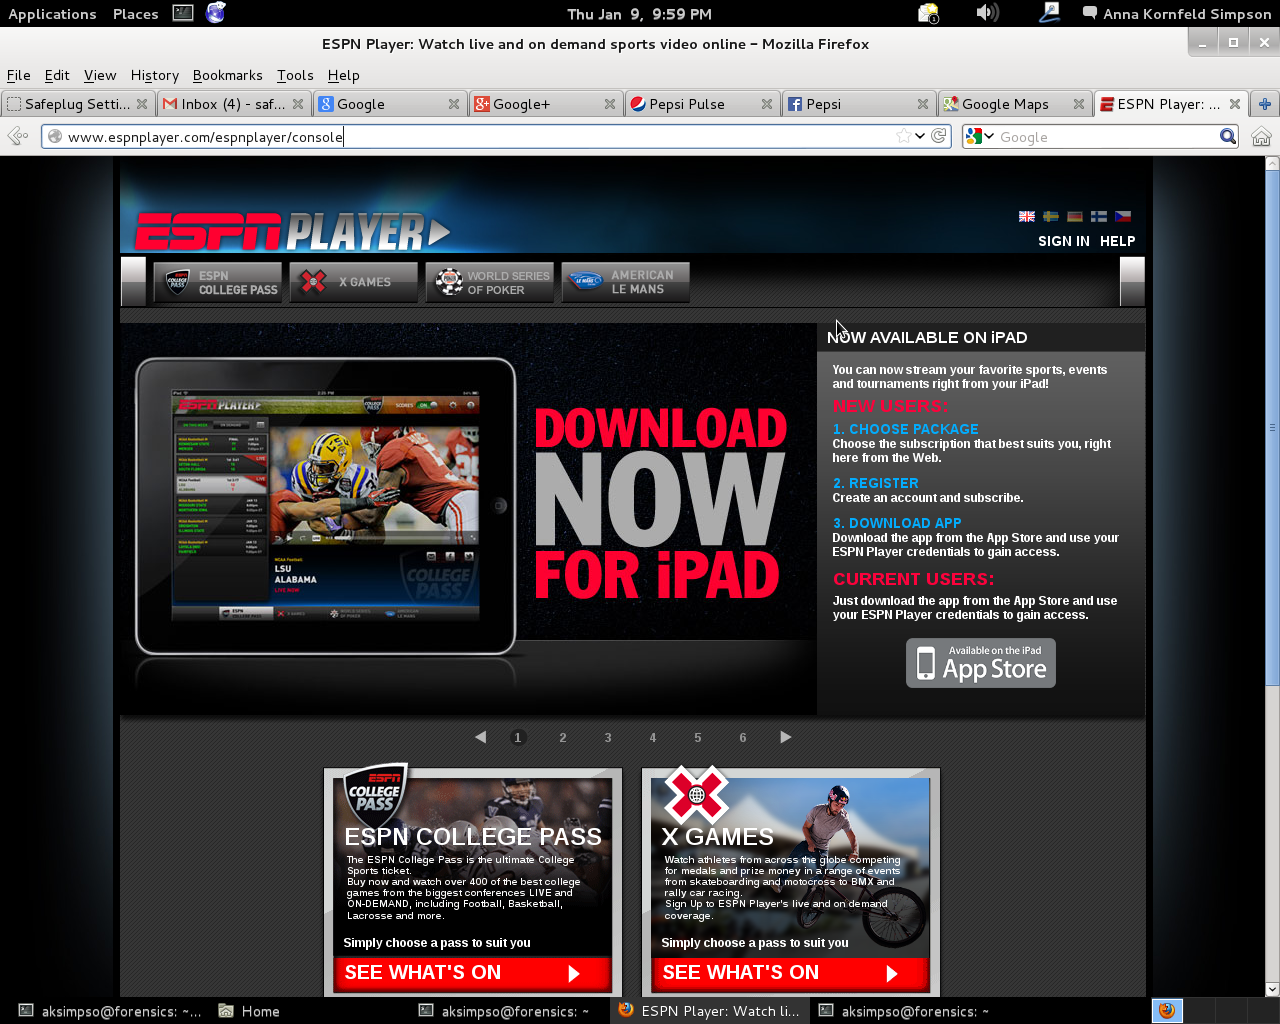 Applications Places Thu Jan 9, 9:59 PM Anna Kornfeld Simpson
ESPN Player: Watch live and on demand sports video online - Mozilla Firefox
File Edit View History Bookmarks Tools Help
Safeplug Setti... Inbox (4) - saf... Google Google+ Pepsi Pulse Pepsi Google Maps ESPN Player: ...
www.espnplayer.com/espnplayer/console Google
ESPN PLAYER
SIGN IN HELP
ESPN COLLEGE PASS
X GAMES
WORLD SERIES OF POKER
AMERICAN LE MANS
DOWNLOAD
NOW
FOR iPAD
LSU
ALABAMA
LIVE NOW
NOW AVAILABLE ON iPAD
You can now stream your favorite sports, events
and tournaments right from your iPad!
NEW USERS:
1. CHOOSE PACKAGE
Choose the subscription that best suits you, right
here from the Web.
2. REGISTER
Create an account and subscribe.
3. DOWNLOAD APP
Download the app from the App Store and use your
ESPN Player credentials to gain access.
CURRENT USERS:
Just download the app from the App Store and use
your ESPN Player credentials to gain access.
Available on the iPad
App Store
1 2 3 4 5 6
ESPN
COLLEGE
PASS
ESPN COLLEGE PASS
The ESPN College Pass is the ultimate College
Sports ticket.
Buy now and watch over 400 of the best college
games from the biggest conferences LIVE and
ON-DEMAND, including Football, Basketball,
Lacrosse and more.
Simply choose a pass to suit you
SEE WHAT'S ON
X GAMES
Watch athletes from across the globe competing
for medals and prize money in a range of events
from skateboarding and motocross to BMX and
rally car racing.
Sign Up to ESPN Player's live and on demand
coverage.
Simply choose a pass to suit you
SEE WHAT'S ON
aksimpso@forensics: ~... Home aksimpso@forensics: ~ ESPN Player: Watch li... aksimpso@forensics: ~